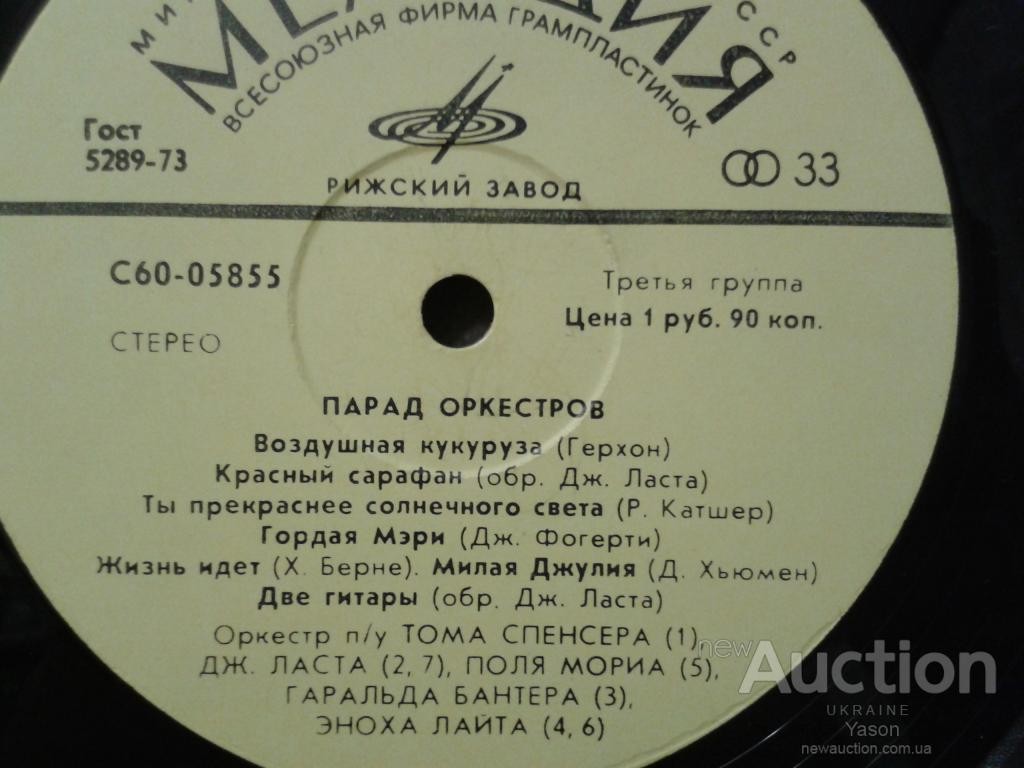 ВСЕСОЮЗНАЯ ФИРМА ГРАМПЛАСТИНОК
Гост
5289-73
33
РИЖСКИЙ ЗАВОД
С60-05855
Третья группа
Цена 1 руб. 90 коп.
СТЕРЕО
ПАРАД ОРКЕСТРОВ
Воздушная кукуруза (Герхон)
Красный сарафан (обр. Дж. Ласта)
Ты прекраснее солнечного света (Р. Катшер)
Гордая Мэри (Дж. Фогерти)
Жизнь идет (Х. Берне). Милая Джулия (Д. Хьюмен)
Две гитары (обр. Дж. Ласта)
Оркестр п/у ТОМА СПЕНСЕРА (1),
ДЖ. ЛАСТА (2, 7), ПОЛЯ МОРИА (5),
ГАРАЛЬДА БАНТЕРА (3),
ЭНОХА ЛАЙТА (4, 6)
newAuction
UKRAINE
Yason
newauction.com.ua